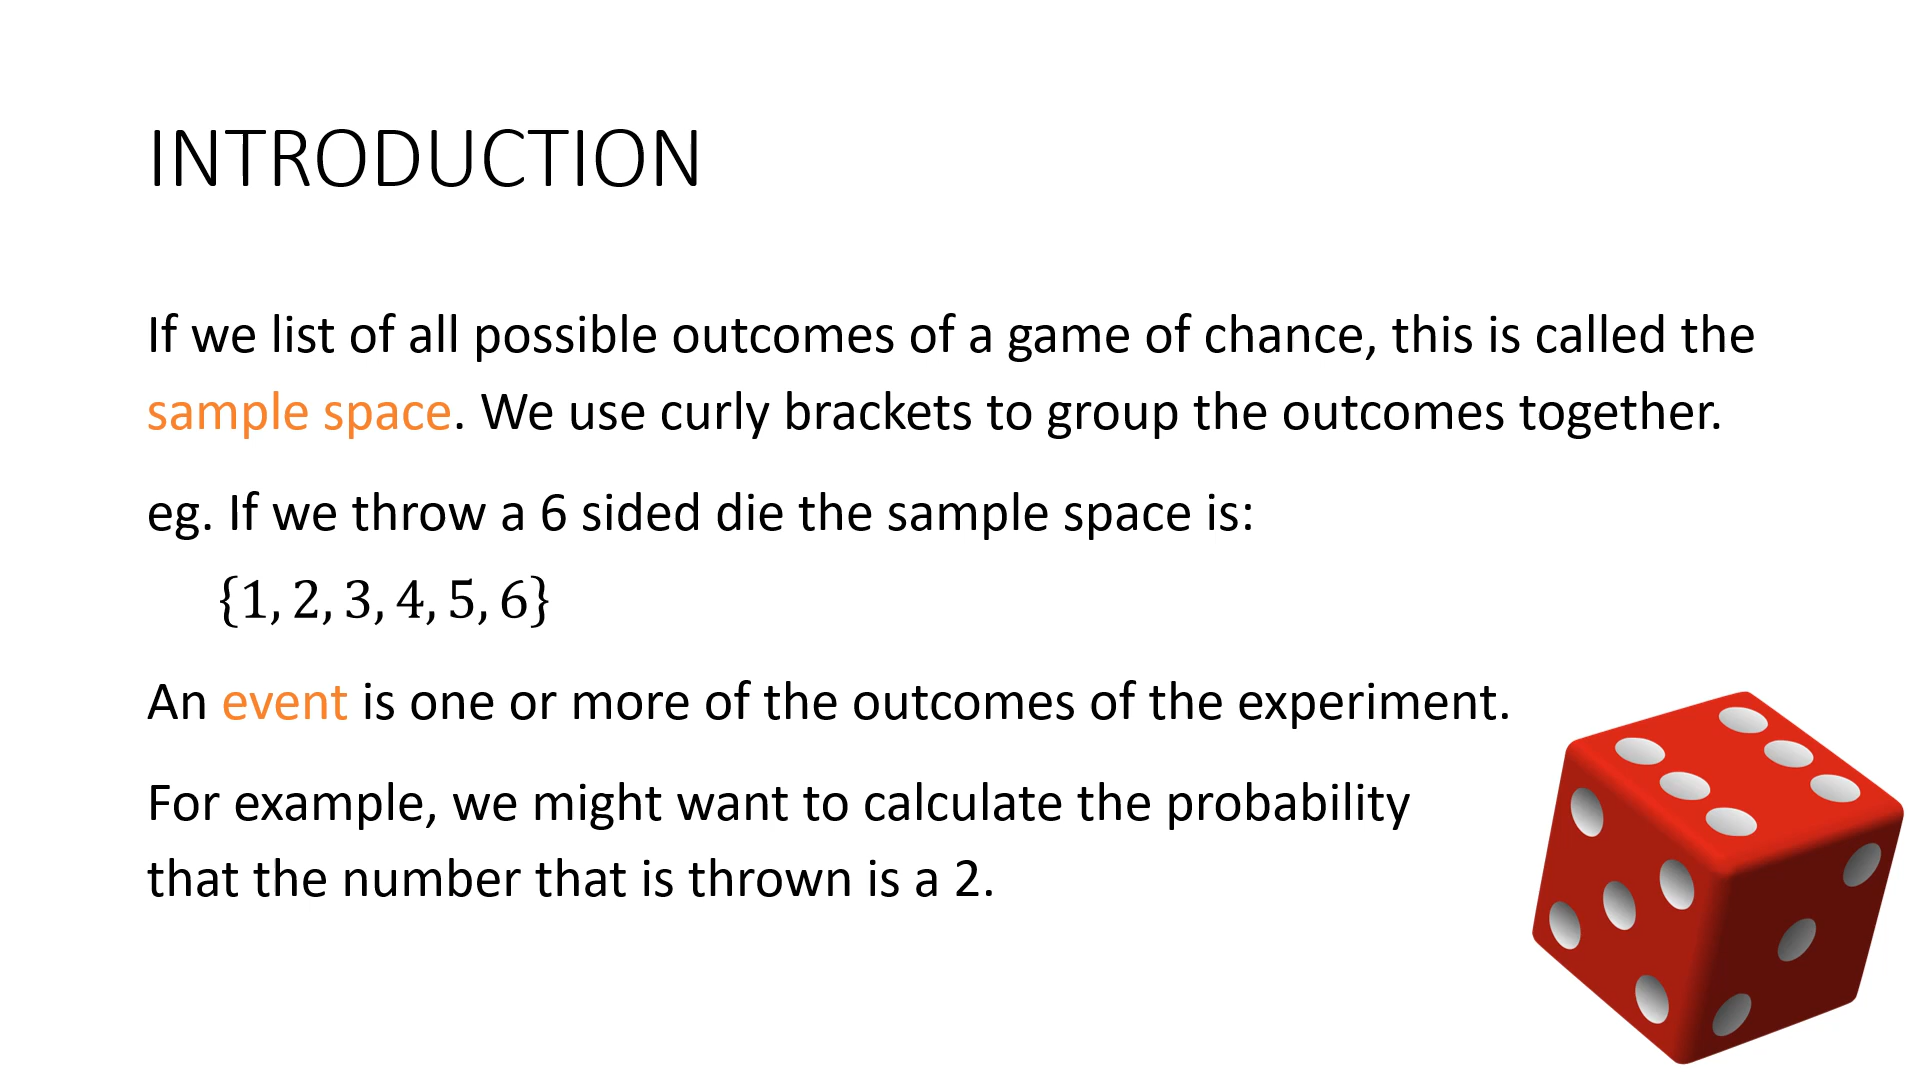 INTRODUCTION
If we list of all possible outcomes of a game of chance, this is called the
sample space. We use curly brackets to group the outcomes together.
eg. If we throw a 6 sided die the sample space is:
{1, 2, 3, 4, 5, 6}
An event is one or more of the outcomes of the experiment.
For example, we might want to calculate the probability
that the number that is thrown is a 2.